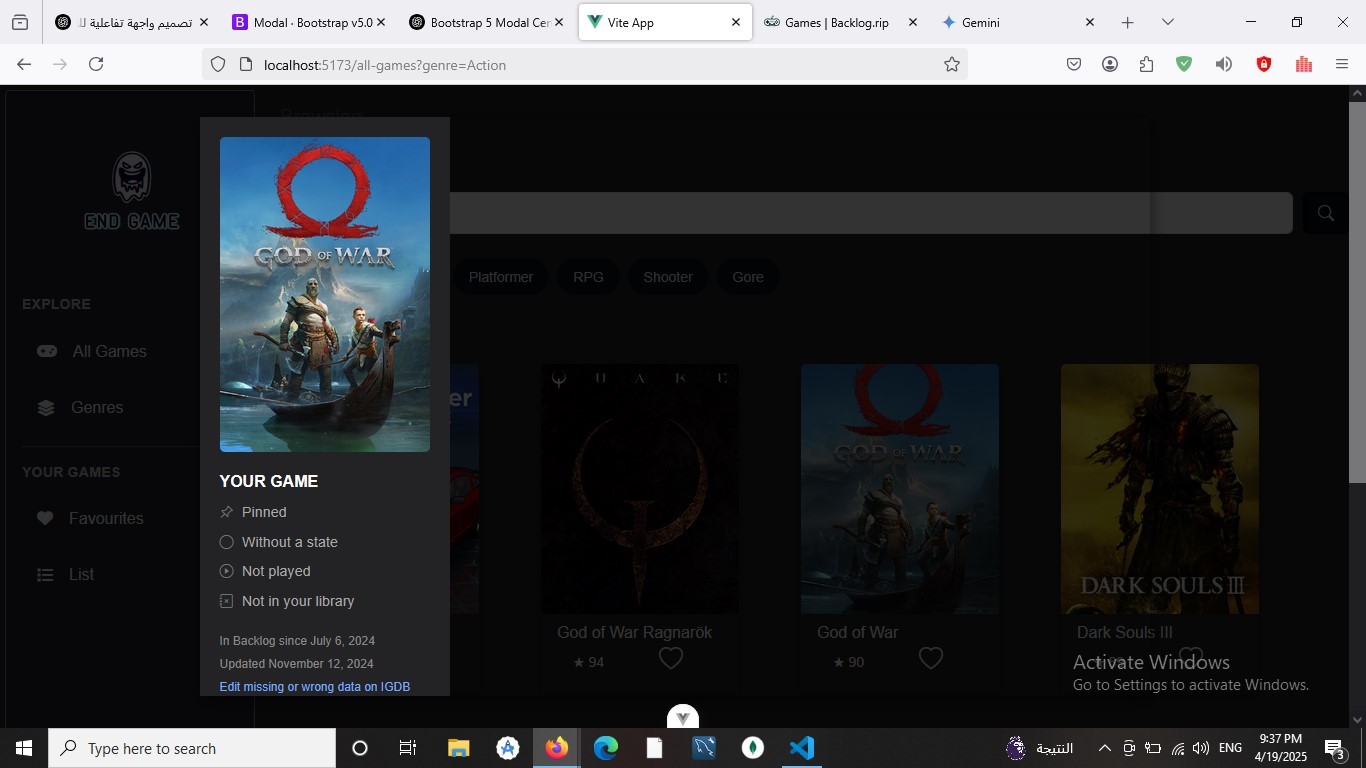 تصميم واجهة تفاعلية لل
Modal · Bootstrap v5.0
Bootstrap 5 Modal Cen
Vite App
Games | Backlog.rip
Gemini
localhost:5173/all-games?genre=Action
END GAME
EXPLORE
All Games
Genres
YOUR GAMES
Favourites
List
GOD OF WAR
YOUR GAME
Pinned
Without a state
Not played
Not in your library
In Backlog since July 6, 2024
Updated November 12, 2024
Edit missing or wrong data on IGDB
Platformer
RPG
Shooter
Gore
er
QUAKE
God of War Ragnarök
★ 94
GOD OF WAR
God of War
★ 90
DARK SOULS III
Dark Souls III
Activate Windows
Go to Settings to activate Windows.
Type here to search
النتيجة
ENG
9:37 PM
4/19/2025
3